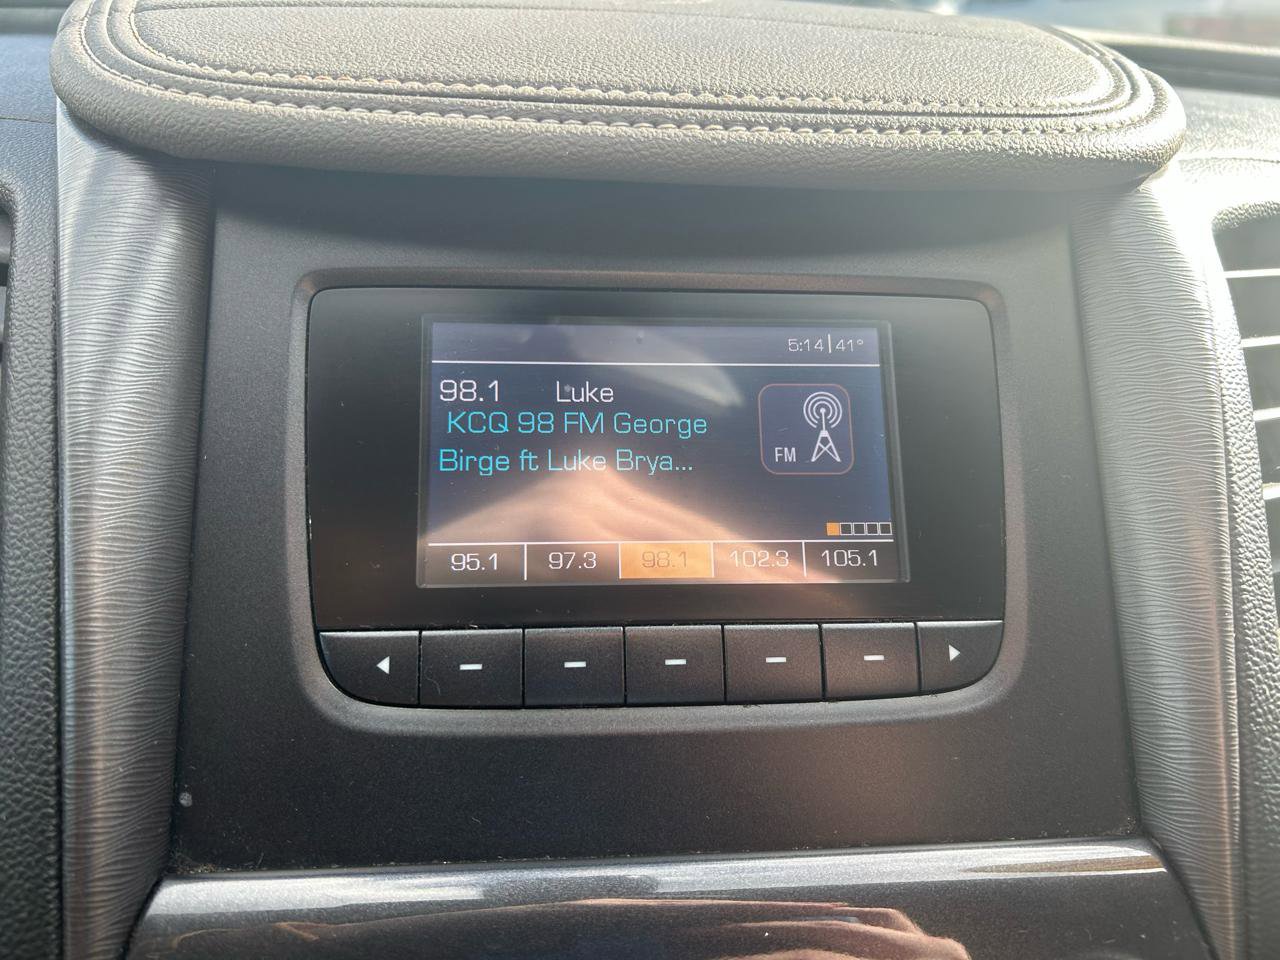 5:14|41°
98.1 Luke
KCQ 98 FM George
Birge ft Luke Brya...
FM
95.1 97.3 98.1 102.3 105.1